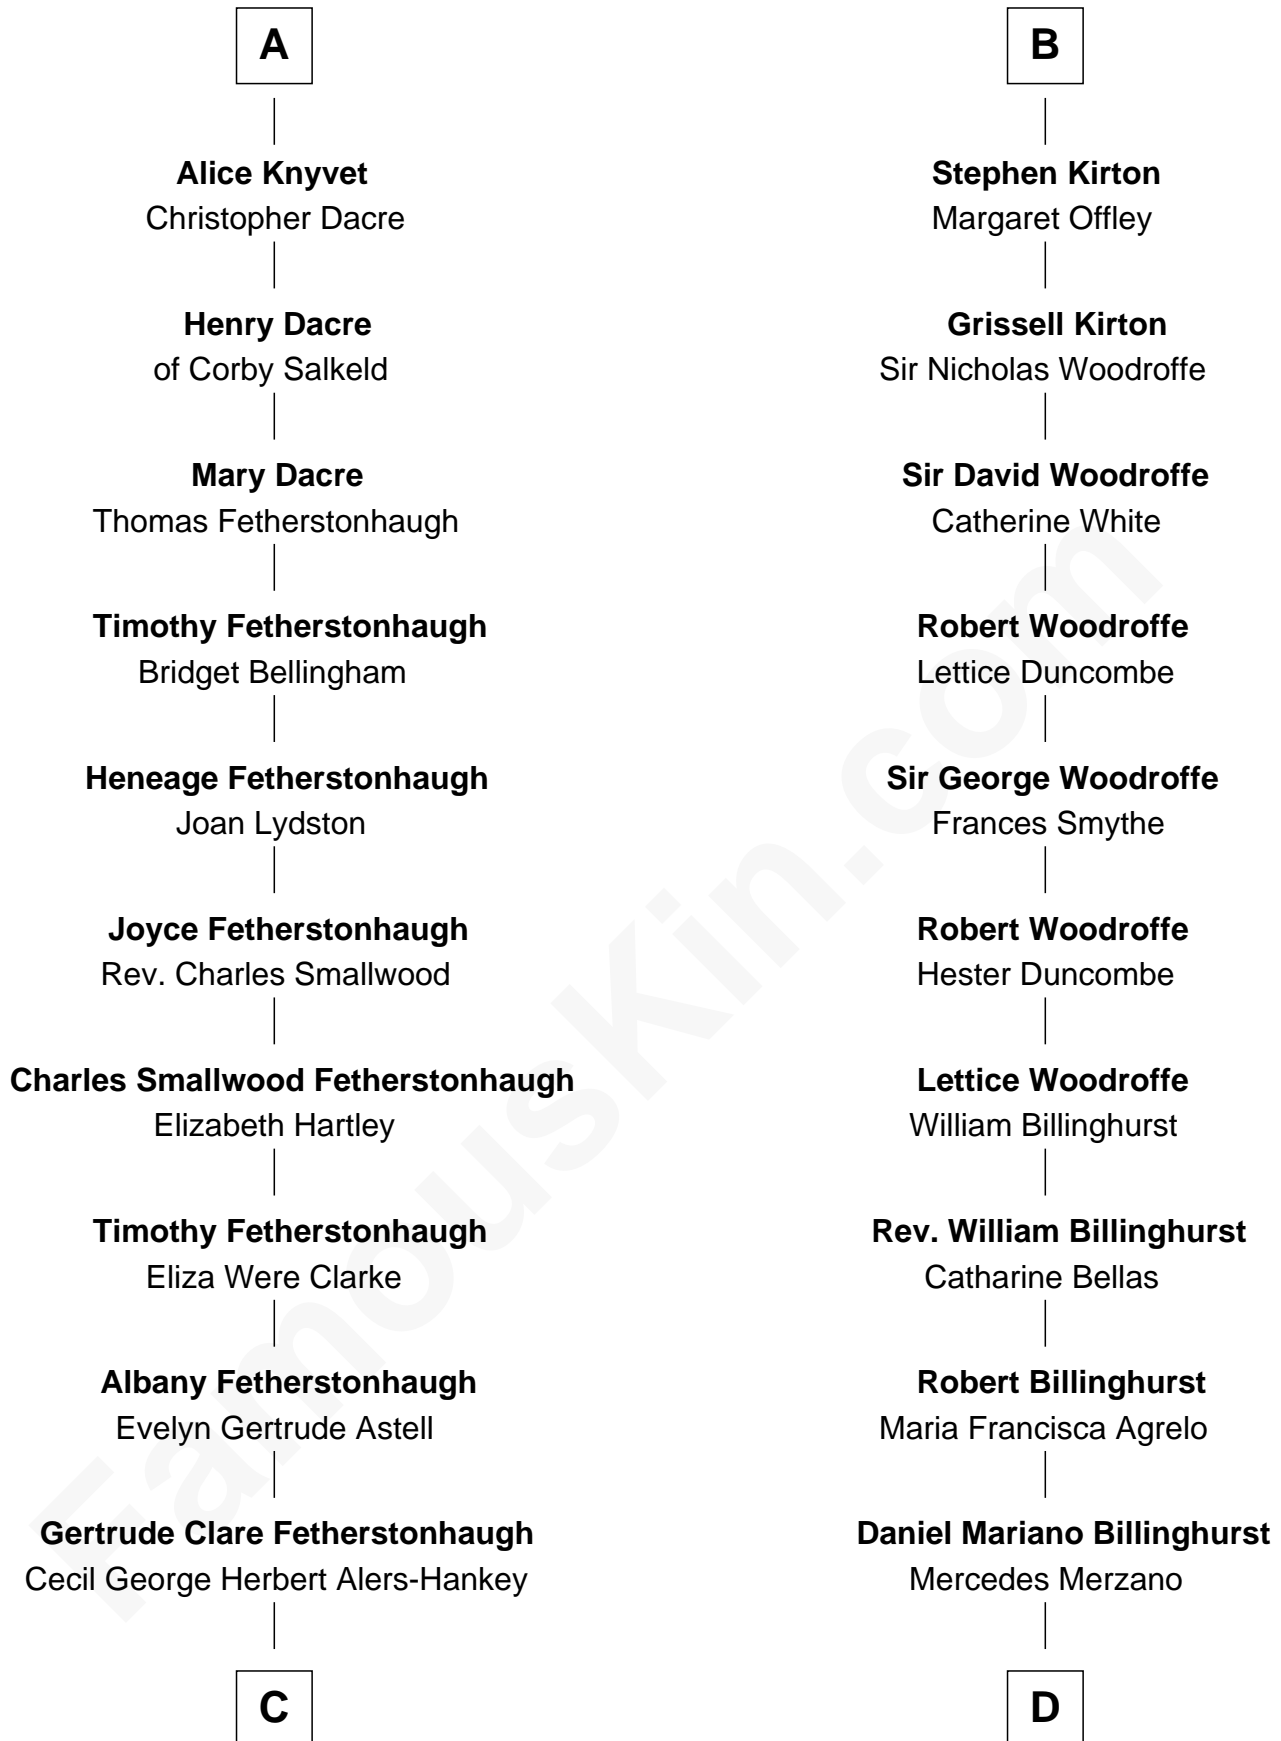 A
Alice Knyvet
Christopher Dacre
Henry Dacre
of Corby Salkeld
Mary Dacre
Thomas Fetherstonhaugh
Timothy Fetherstonhaugh
Bridget Bellingham
Heneage Fetherstonhaugh
Joan Lydston
Joyce Fetherstonhaugh
Rev. Charles Smallwood
Charles Smallwood Fetherstonhaugh
Elizabeth Hartley
Timothy Fetherstonhaugh
Eliza Were Clarke
Albany Fetherstonhaugh
Evelyn Gertrude Astell
Gertrude Clare Fetherstonhaugh
Cecil George Herbert Alers-Hankey
C
B
Stephen Kirton
Margaret Offley
Grissell Kirton
Sir Nicholas Woodroffe
Sir David Woodroffe
Catherine White
Robert Woodroffe
Lettice Duncombe
Sir George Woodroffe
Frances Smythe
Robert Woodroffe
Hester Duncombe
Lettice Woodroffe
William Billinghurst
Rev. William Billinghurst
Catharine Bellas
Robert Billinghurst
Maria Francisca Agrelo
Daniel Mariano Billinghurst
Mercedes Merzano
D
FamousKin.com